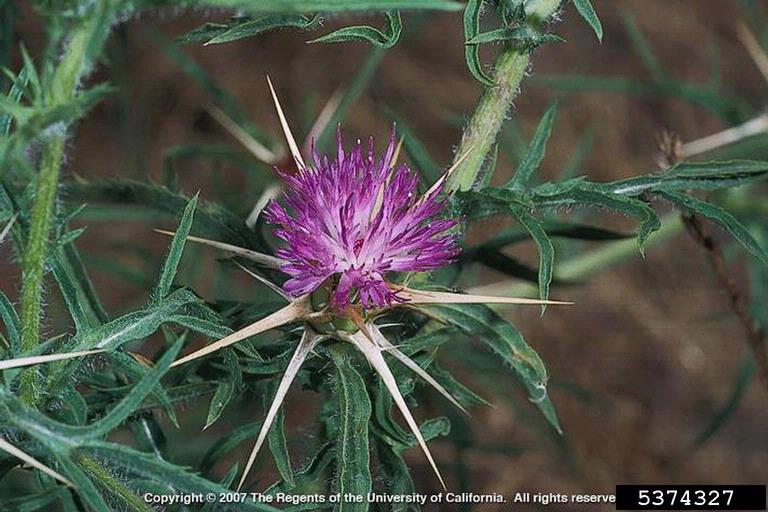 Copyright © 2007 The Regents of the University of California. All rights reserve
5374327